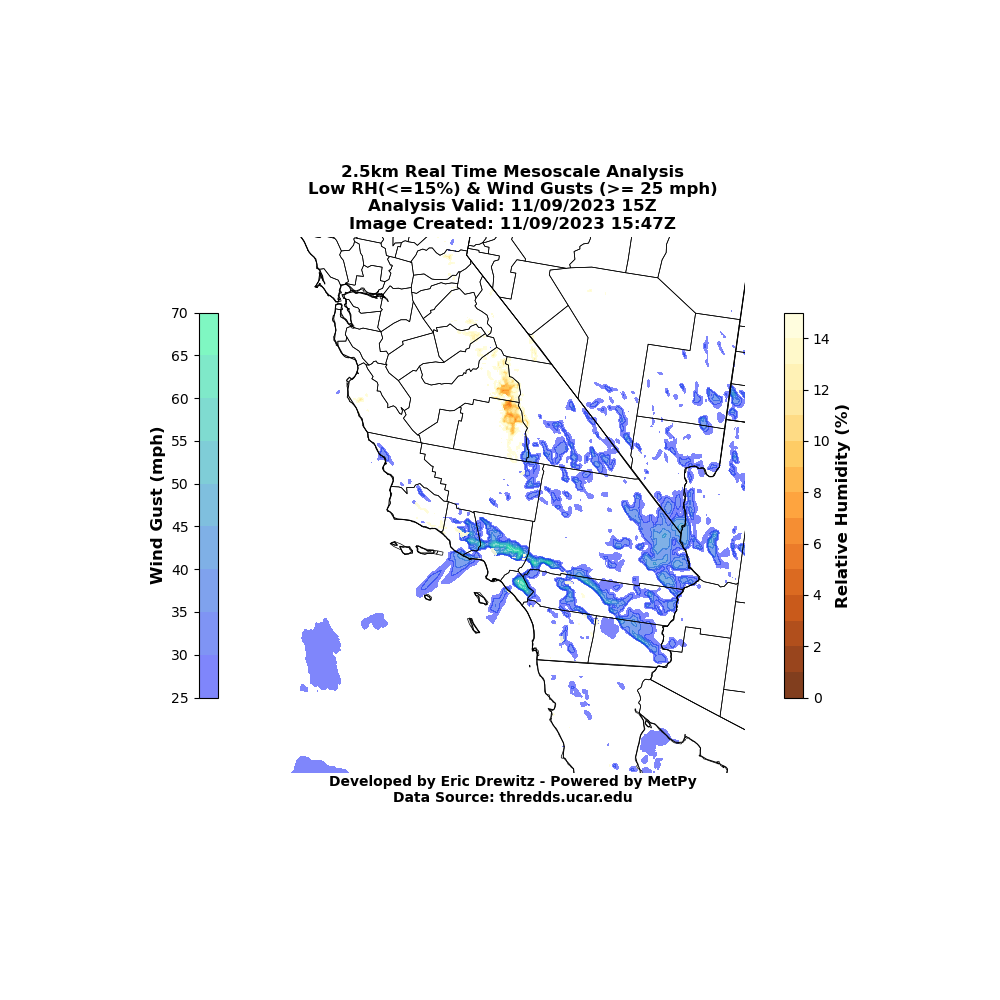 2.5km Real Time Mesoscale Analysis
Low RH(<=15%) & Wind Gusts (>= 25 mph)
Analysis Valid: 11/09/2023 15Z
Image Created: 11/09/2023 15:47Z
Wind Gust (mph)
70
65
60
55
50
45
40
35
30
25
14
12
10
8
6
4
2
0
Relative Humidity (%)
Developed by Eric Drewitz - Powered by MetPy
Data Source: thredds.ucar.edu